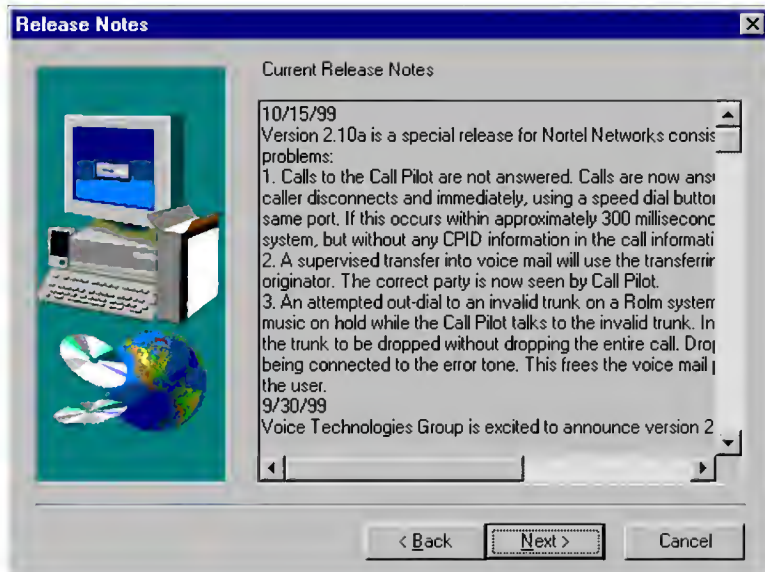 Release Notes
Current Release Notes
10/15/99
Version 2.10a is a special release for Nortel Networks consis
problems:
1. Calls to the Call Pilot are not answered. Calls are now ans
caller disconnects and immediately, using a speed dial button
same port. If this occurs within approximately 300 millisecond
system, but without any CPID information in the call informati
2. A supervised transfer into voice mail will use the transferrin
originator. The correct party is now seen by Call Pilot.
3. An attempted out-dial to an invalid trunk on a Rolm system
music on hold while the Call Pilot talks to the invalid trunk. In
the trunk to be dropped without dropping the entire call. Drop
being connected to the error tone. This frees the voice mail
the user.
9/30/99
Voice Technologies Group is excited to announce version 2
< Back
Next >
Cancel